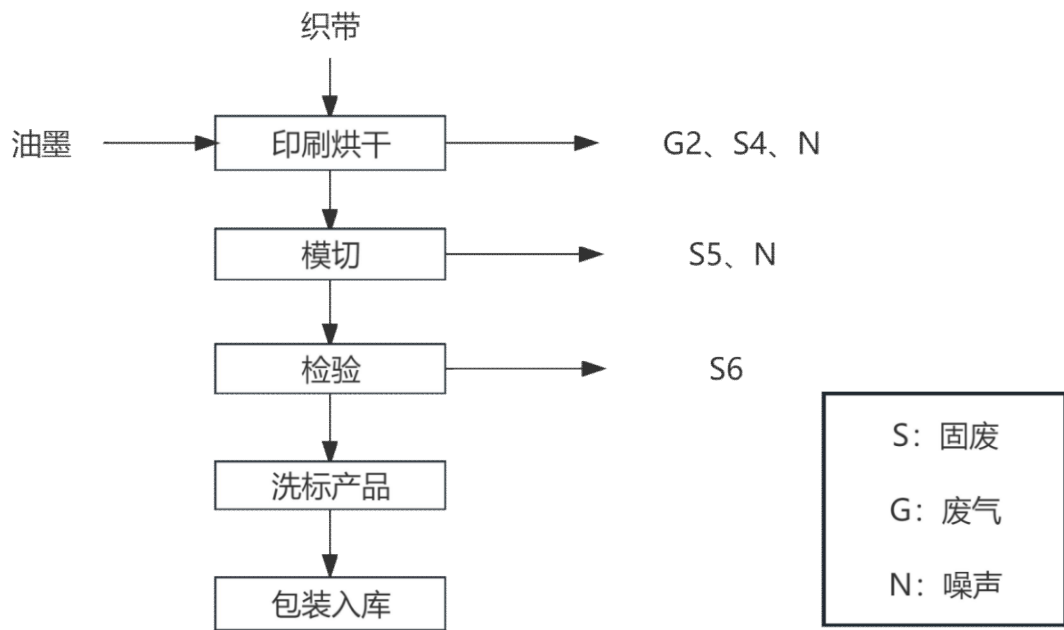 织带
油墨
印刷烘干
G2、S4、N
模切
S5、N
检验
S6
洗标产品
包装入库
S：固废
G：废气
N：噪声